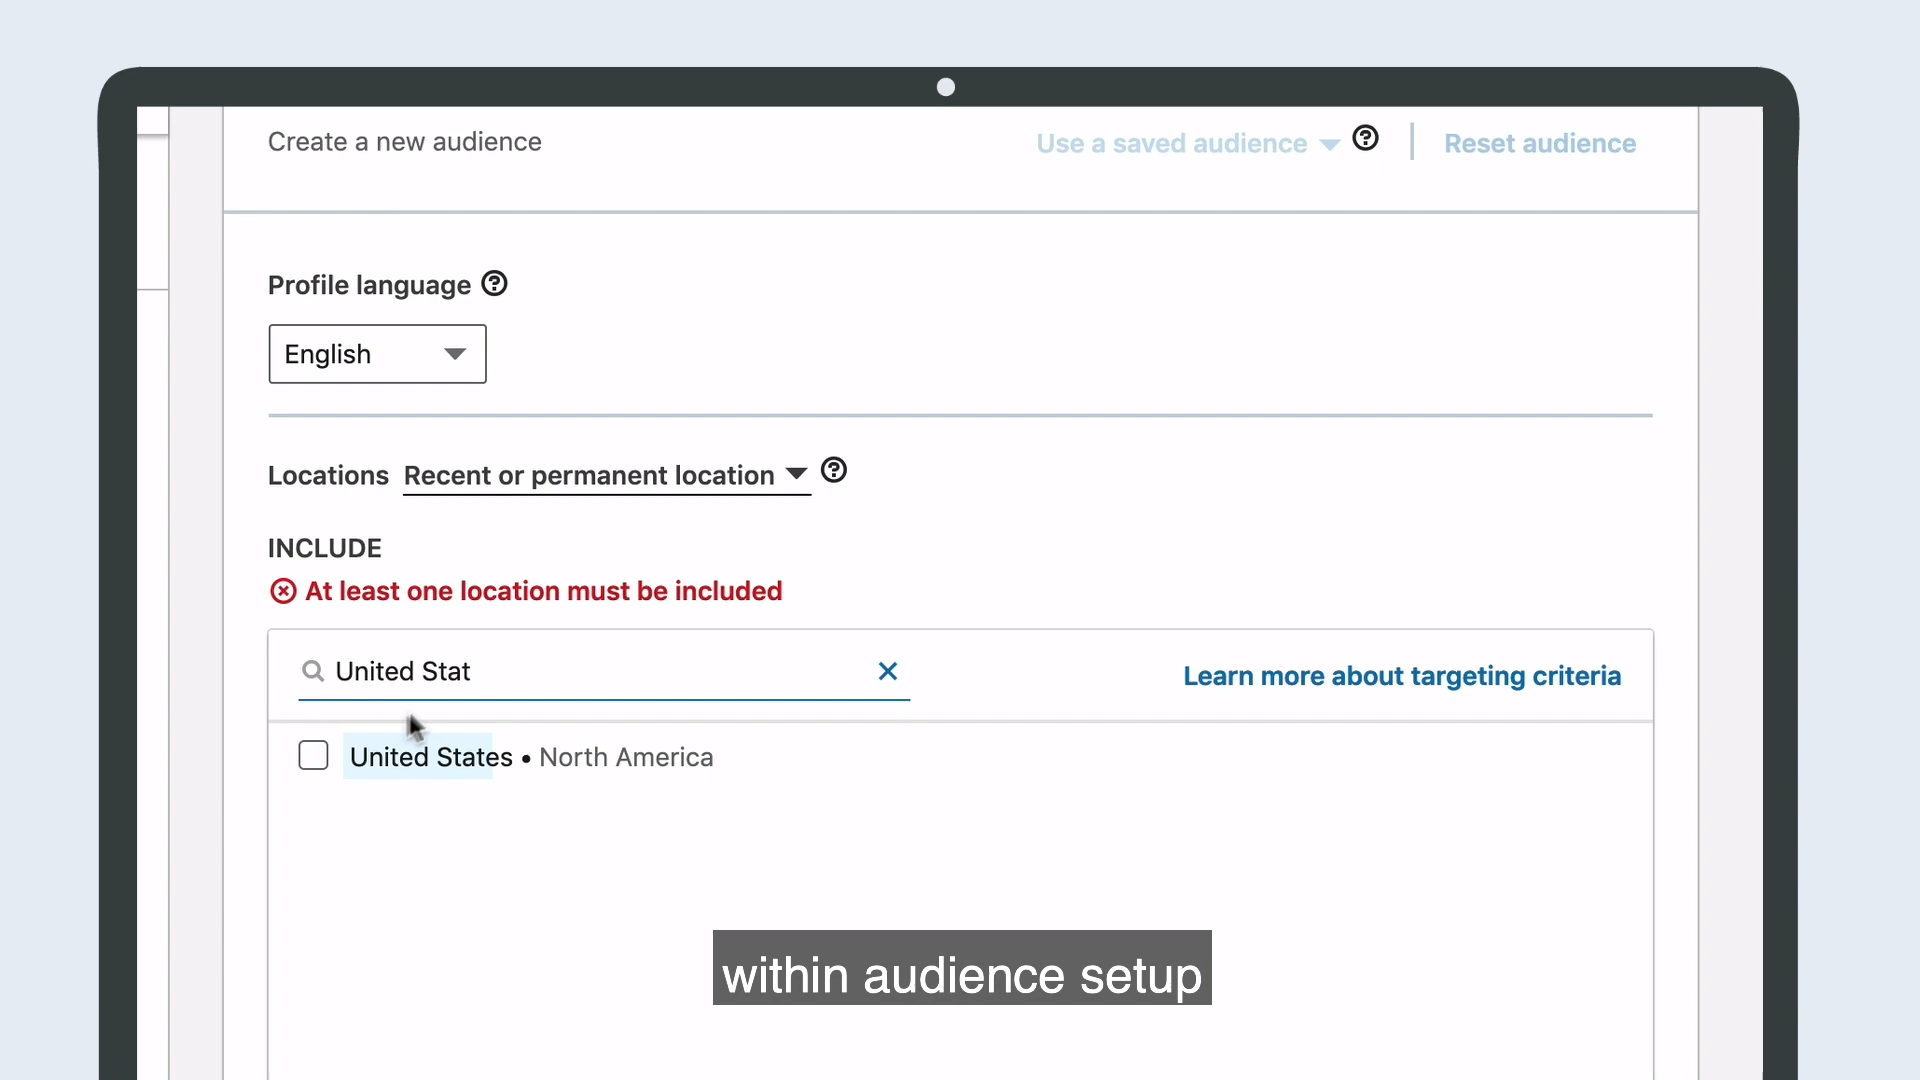 Create a new audience
Use a saved audience
Reset audience
Profile language
English
Locations Recent or permanent location
INCLUDE
At least one location must be included
United Stat
Learn more about targeting criteria
United States • North America
within audience setup